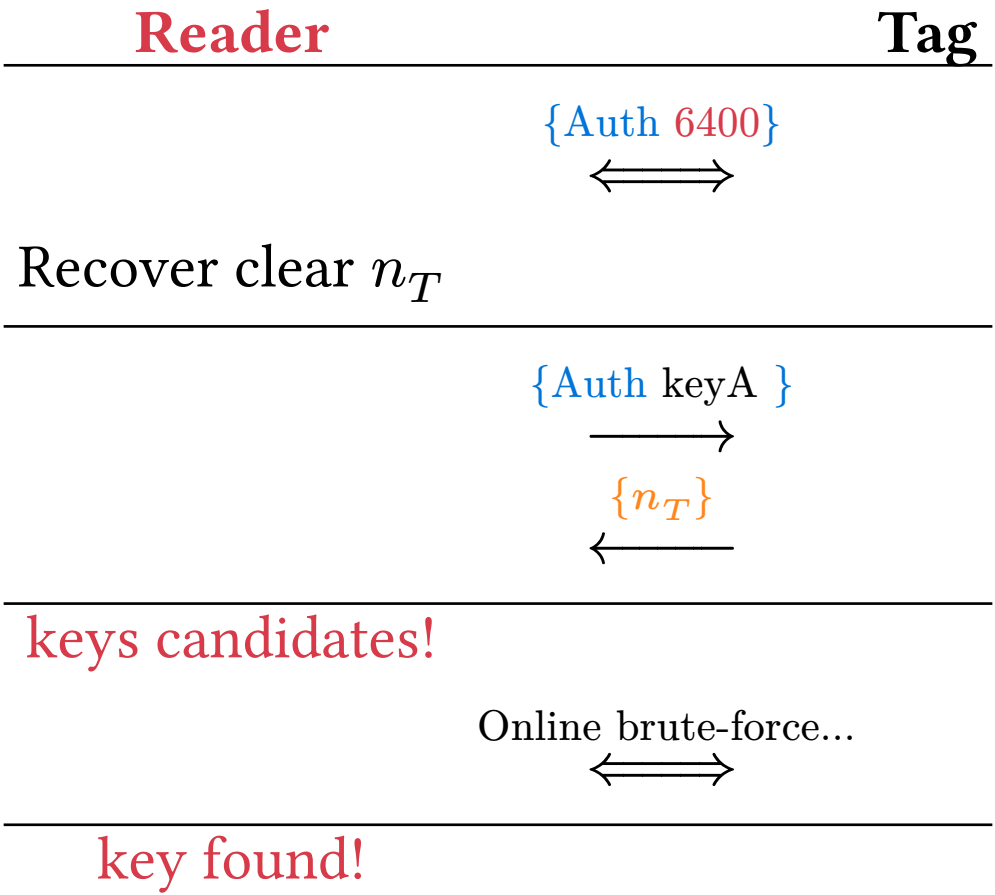 Reader Tag
{Auth 6400}
Recover clear n_T
{Auth keyA }
{n_T}
keys candidates!
Online brute-force...
key found!